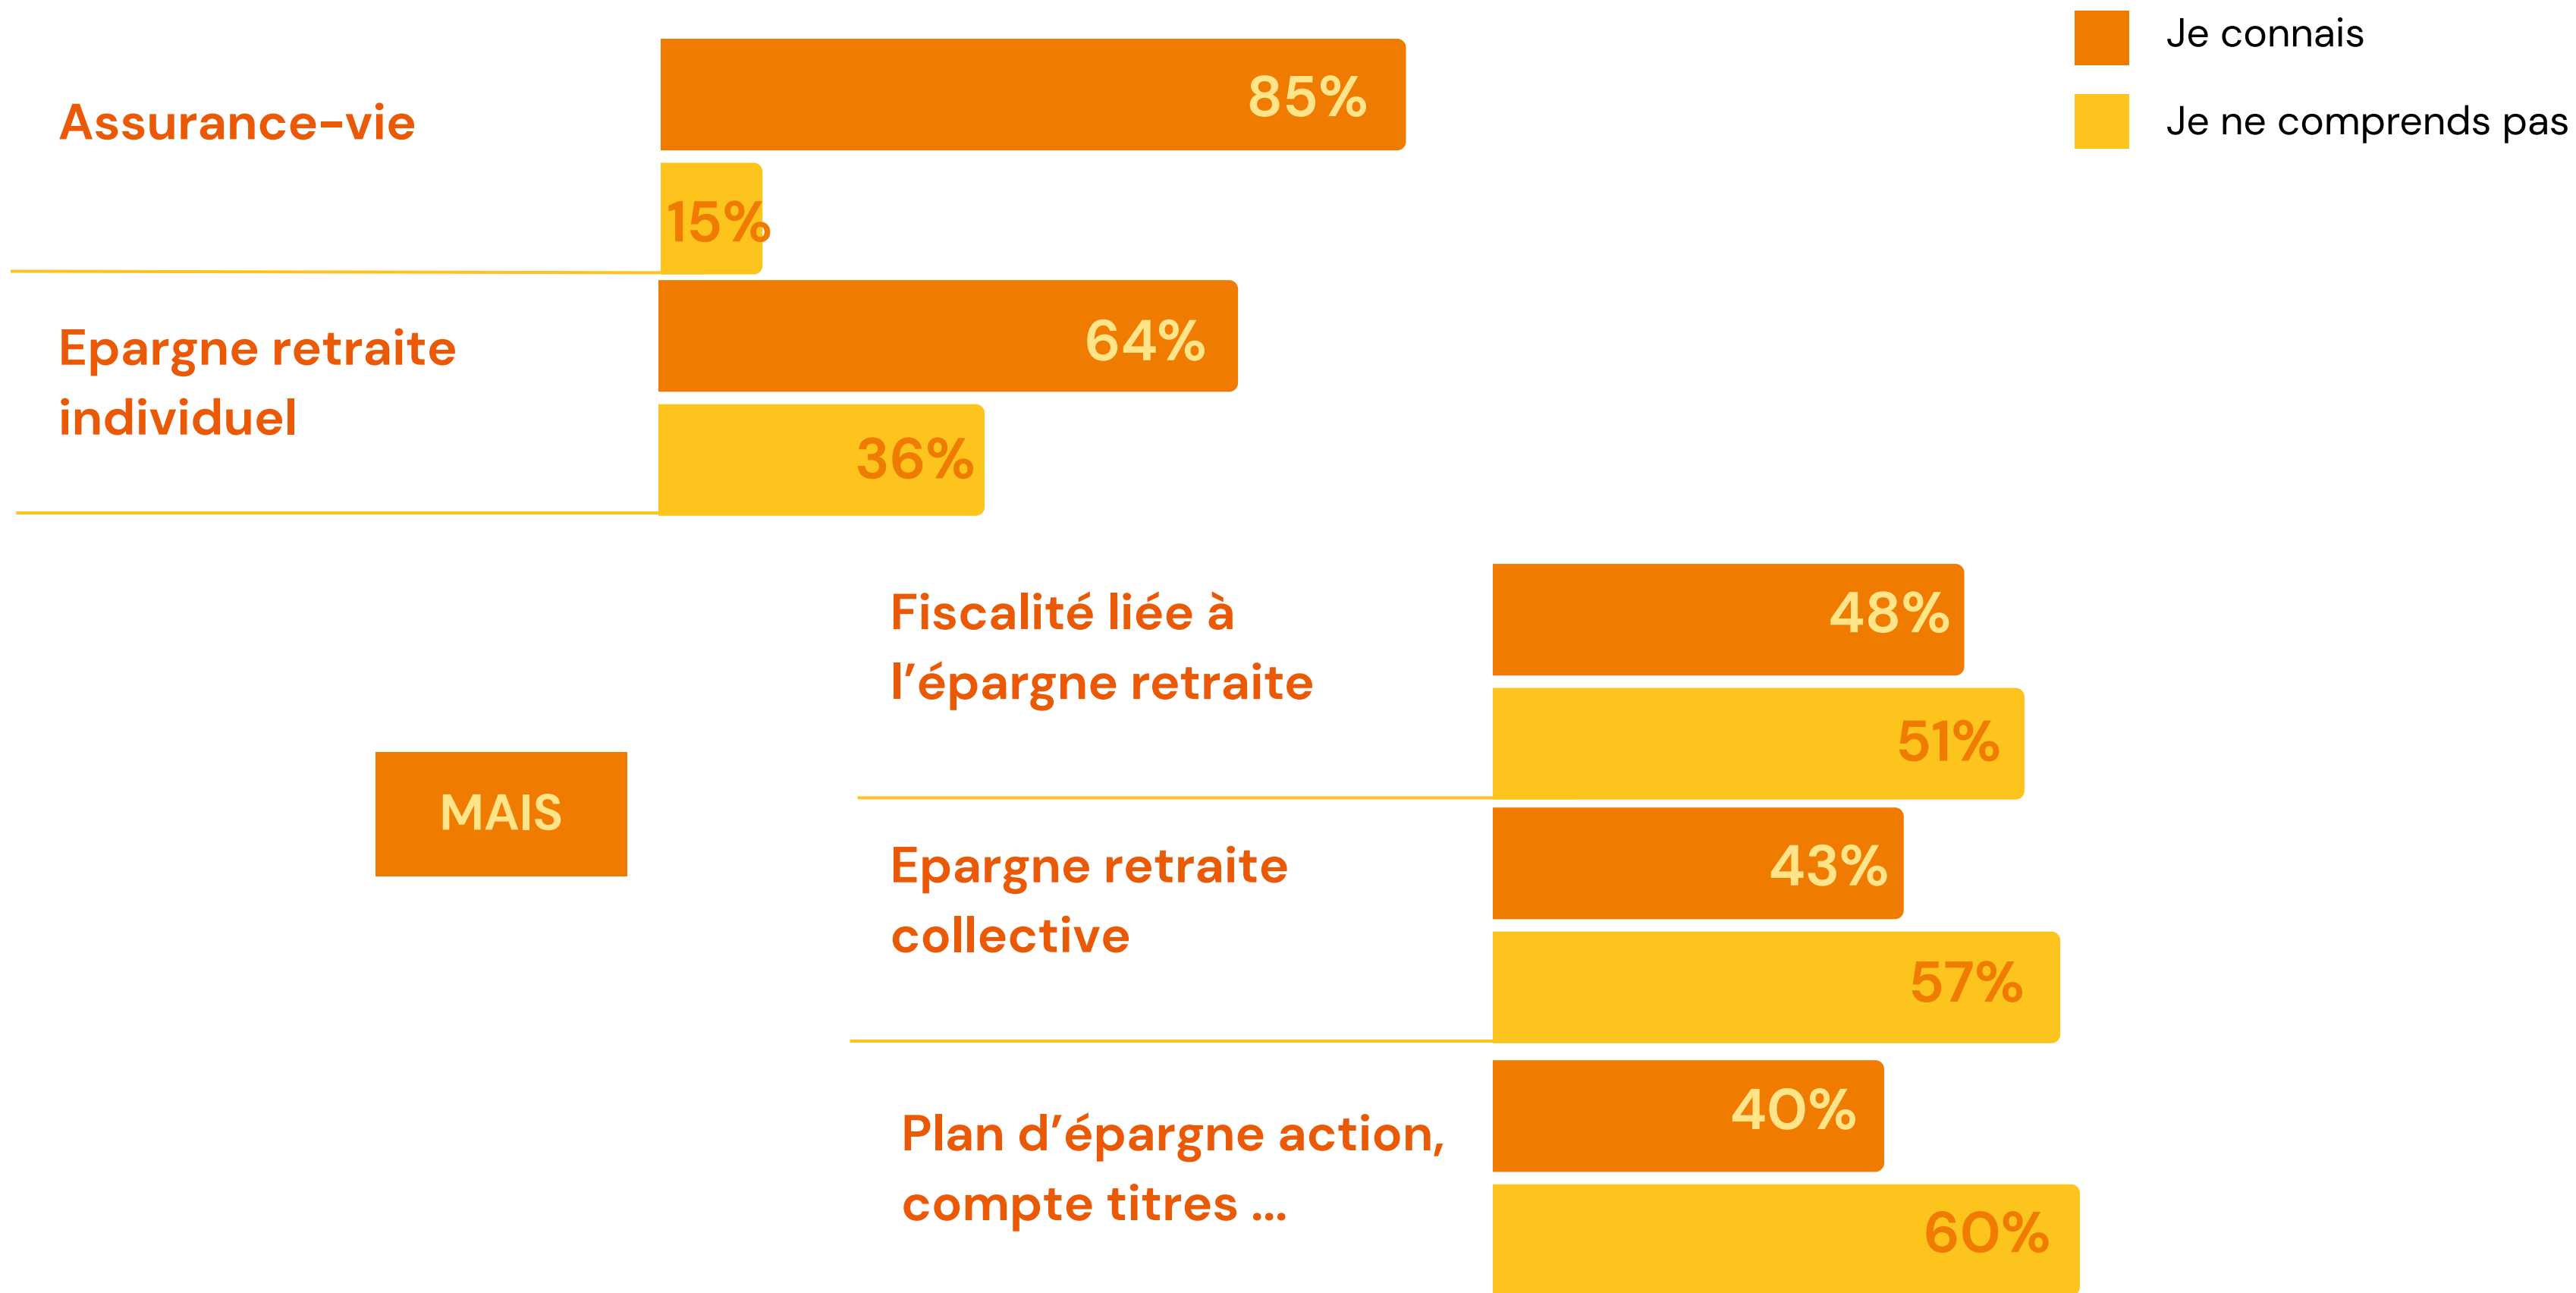 Je connais
Je ne comprends pas
Assurance-vie
85%
15%
Epargne retraite
individuel
64%
36%
MAIS
Fiscalité liée à
l’épargne retraite
48%
51%
Epargne retraite
collective
43%
57%
Plan d’épargne action,
compte titres ...
40%
60%